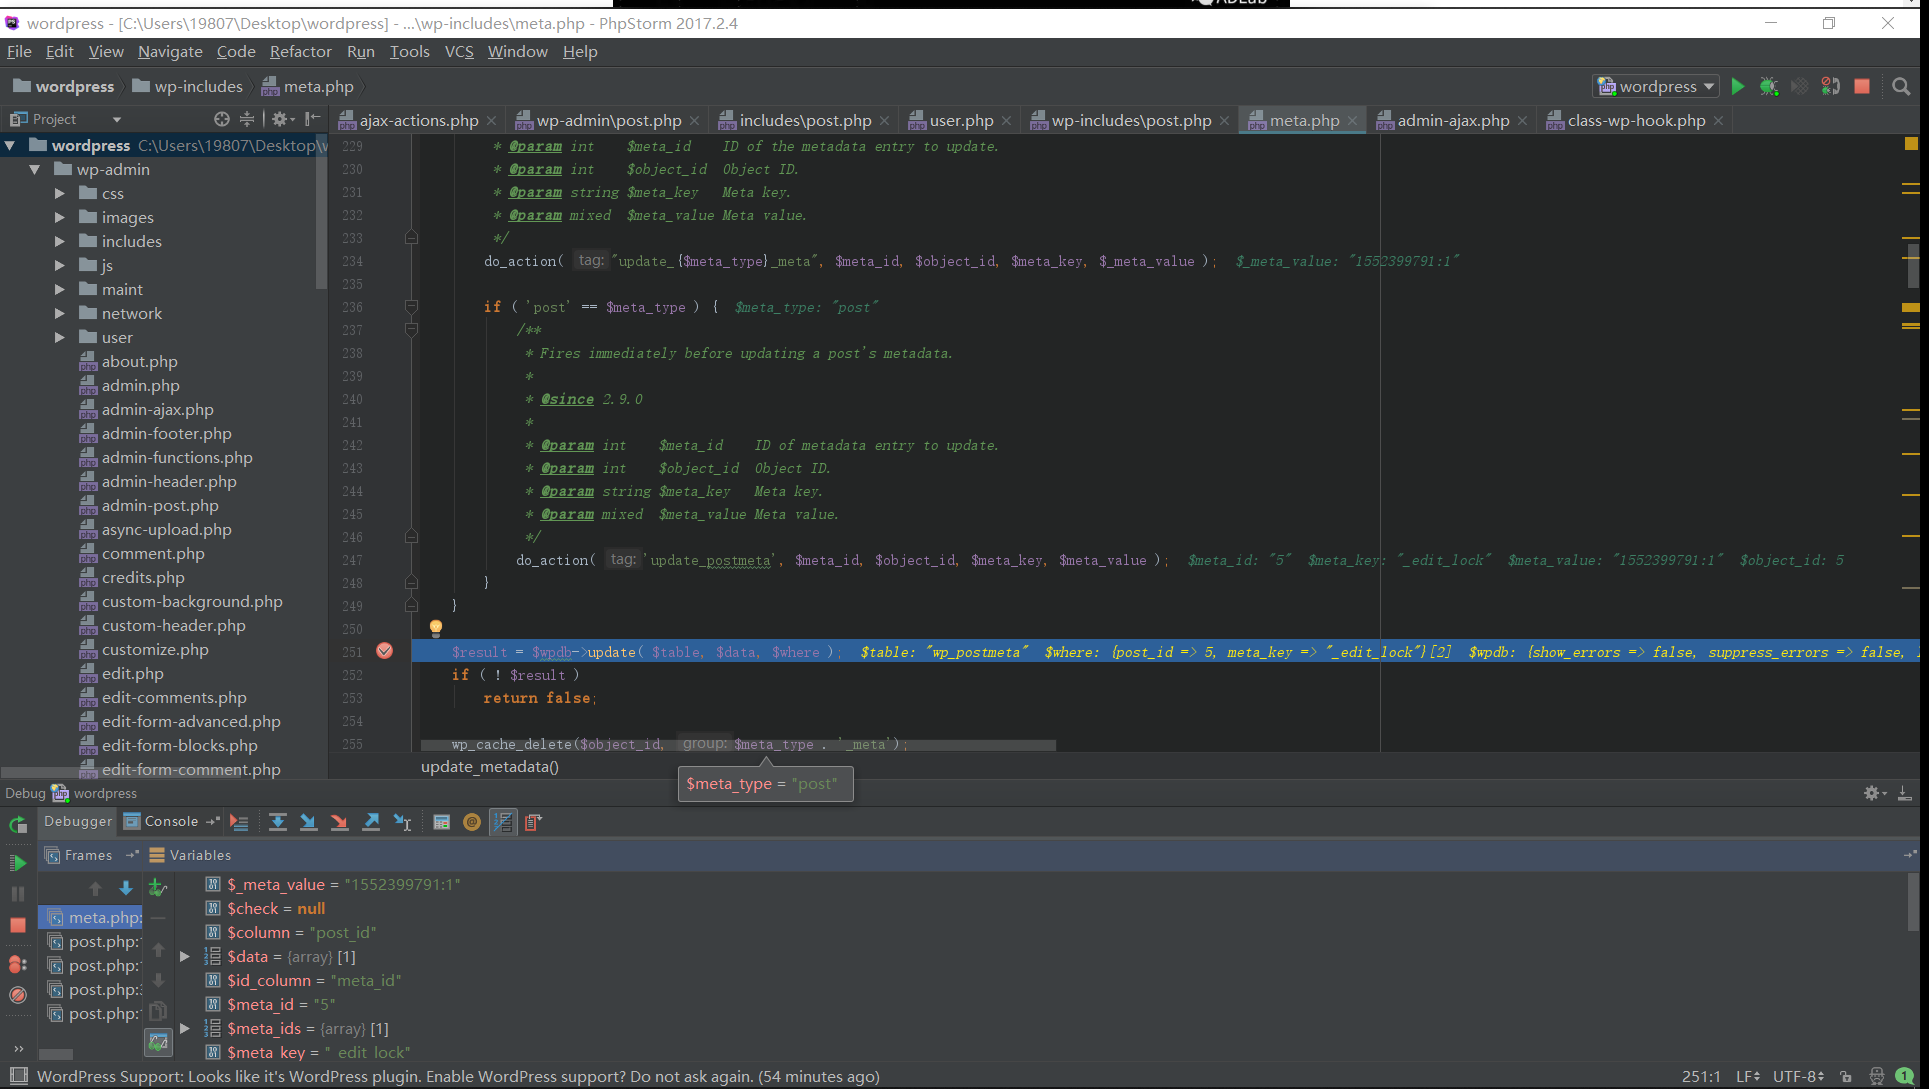 wordpress - [C:\Users\19807\Desktop\wordpress] - ...\wp-includes\meta.php - PhpStorm 2017.2.4
File Edit View Navigate Code Refactor Run Tools VCS Window Help
wordpress wp-includes meta.php wordpress
Project
ajax-actions.php wp-admin\post.php includes\post.php user.php wp-includes\post.php meta.php admin-ajax.php class-wp-hook.php
wordpress C:\Users\19807\Desktop\
wp-admin
css
images
includes
js
maint
network
user
about.php
admin.php
admin-ajax.php
admin-footer.php
admin-functions.php
admin-header.php
admin-post.php
async-upload.php
comment.php
credits.php
custom-background.php
custom-header.php
customize.php
edit.php
edit-comments.php
edit-form-advanced.php
edit-form-blocks.php
edit-form-comment.php
229 * @param int $meta_id ID of the metadata entry to update.
230 * @param int $object_id Object ID.
231 * @param string $meta_key Meta key.
232 * @param mixed $meta_value Meta value.
233 */
234 do_action( tag: "update_{$meta_type}_meta", $meta_id, $object_id, $meta_key, $_meta_value ); $_meta_value: "1552399791:1"
235
236 if ( 'post' == $meta_type ) { $meta_type: "post"
237 /**
238 * Fires immediately before updating a post's metadata.
239 *
240 * @since 2.9.0
241 *
242 * @param int $meta_id ID of metadata entry to update.
243 * @param int $object_id Object ID.
244 * @param string $meta_key Meta key.
245 * @param mixed $meta_value Meta value.
246 */
247 do_action( tag: 'update_postmeta', $meta_id, $object_id, $meta_key, $meta_value ); $meta_id: "5" $meta_key: "_edit_lock" $meta_value: "1552399791:1" $object_id: 5
248 }
249 }
250
251 $result = $wpdb->update( $table, $data, $where ); $table: "wp_postmeta" $where: {post_id => 5, meta_key => "_edit_lock"}[2] $wpdb: {show_errors => false, suppress_errors => false,
252 if ( ! $result )
253 return false;
254
255 wp_cache_delete($object_id, group: $meta_type . '_meta');
update_metadata()
$meta_type = "post"
Debug wordpress
Debugger Console
Frames Variables
meta.php:
post.php:
post.php:
post.php:
post.php:
$_meta_value = "1552399791:1"
$check = null
$column = "post_id"
$data = {array} [1]
$id_column = "meta_id"
$meta_id = "5"
$meta_ids = {array} [1]
$meta_key = "_edit_lock"
WordPress Support: Looks like it's WordPress plugin. Enable WordPress support? Do not ask again. (54 minutes ago) 251:1 LF UTF-8 1